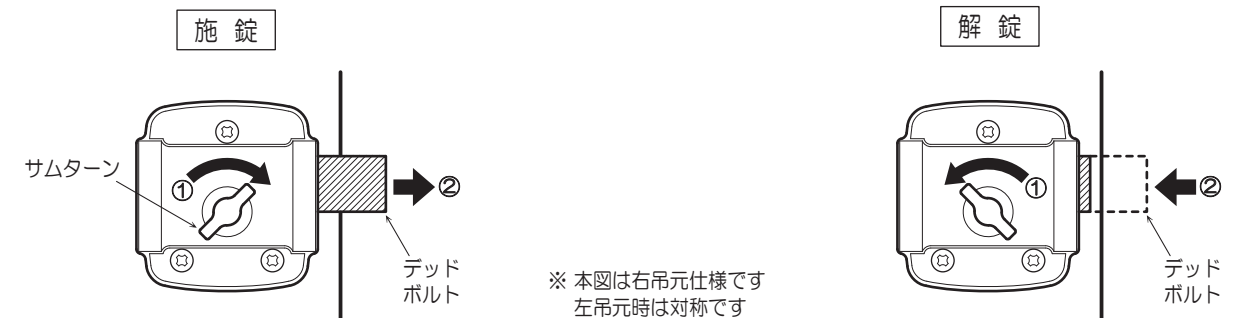 施錠
サムターン
①
②
デッド
ボルト
※ 本図は右吊元仕様です
左吊元時は対称です
解錠
①
②
デッド
ボルト